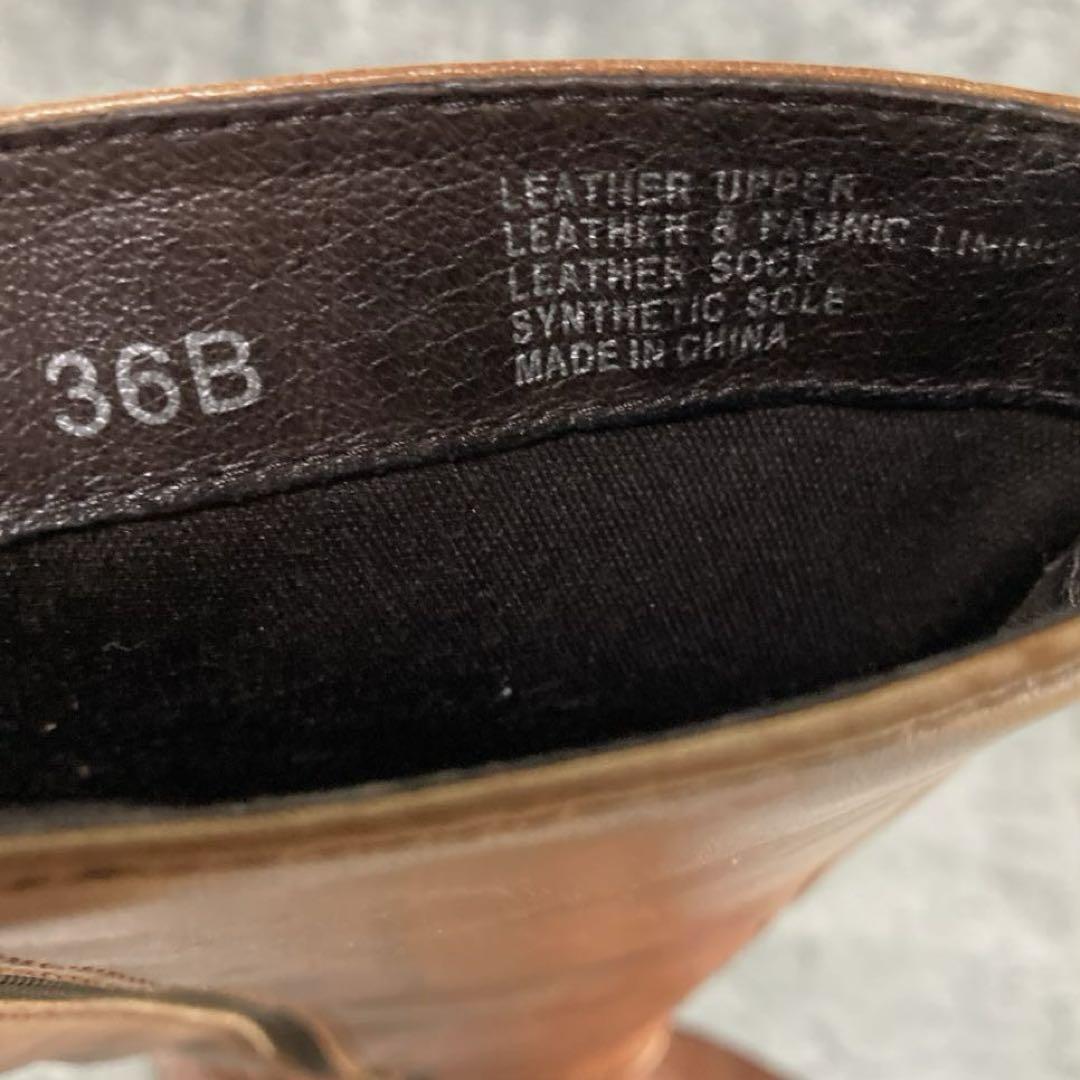 36B
LEATHER UPPER
LEATHER & FABRIC LINING
LEATHER SOCK
SYNTHETIC SOLE
MADE IN CHINA